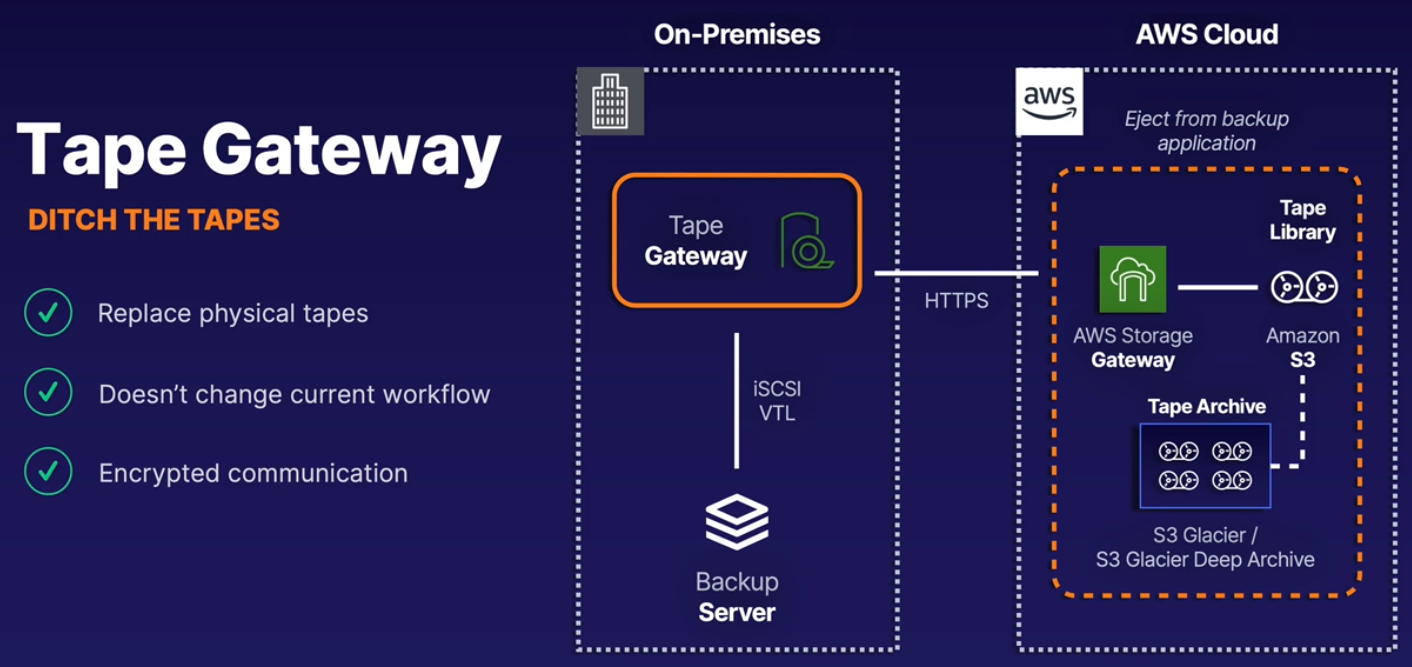 Tape Gateway
DITCH THE TAPES
Replace physical tapes
Doesn't change current workflow
Encrypted communication
On-Premises
Tape
Gateway
iSCSI
VTL
Backup
Server
HTTPS
AWS Cloud
aws
Eject from backup
application
Tape
Library
AWS Storage
Gateway
Amazon
S3
Tape Archive
S3 Glacier /
S3 Glacier Deep Archive